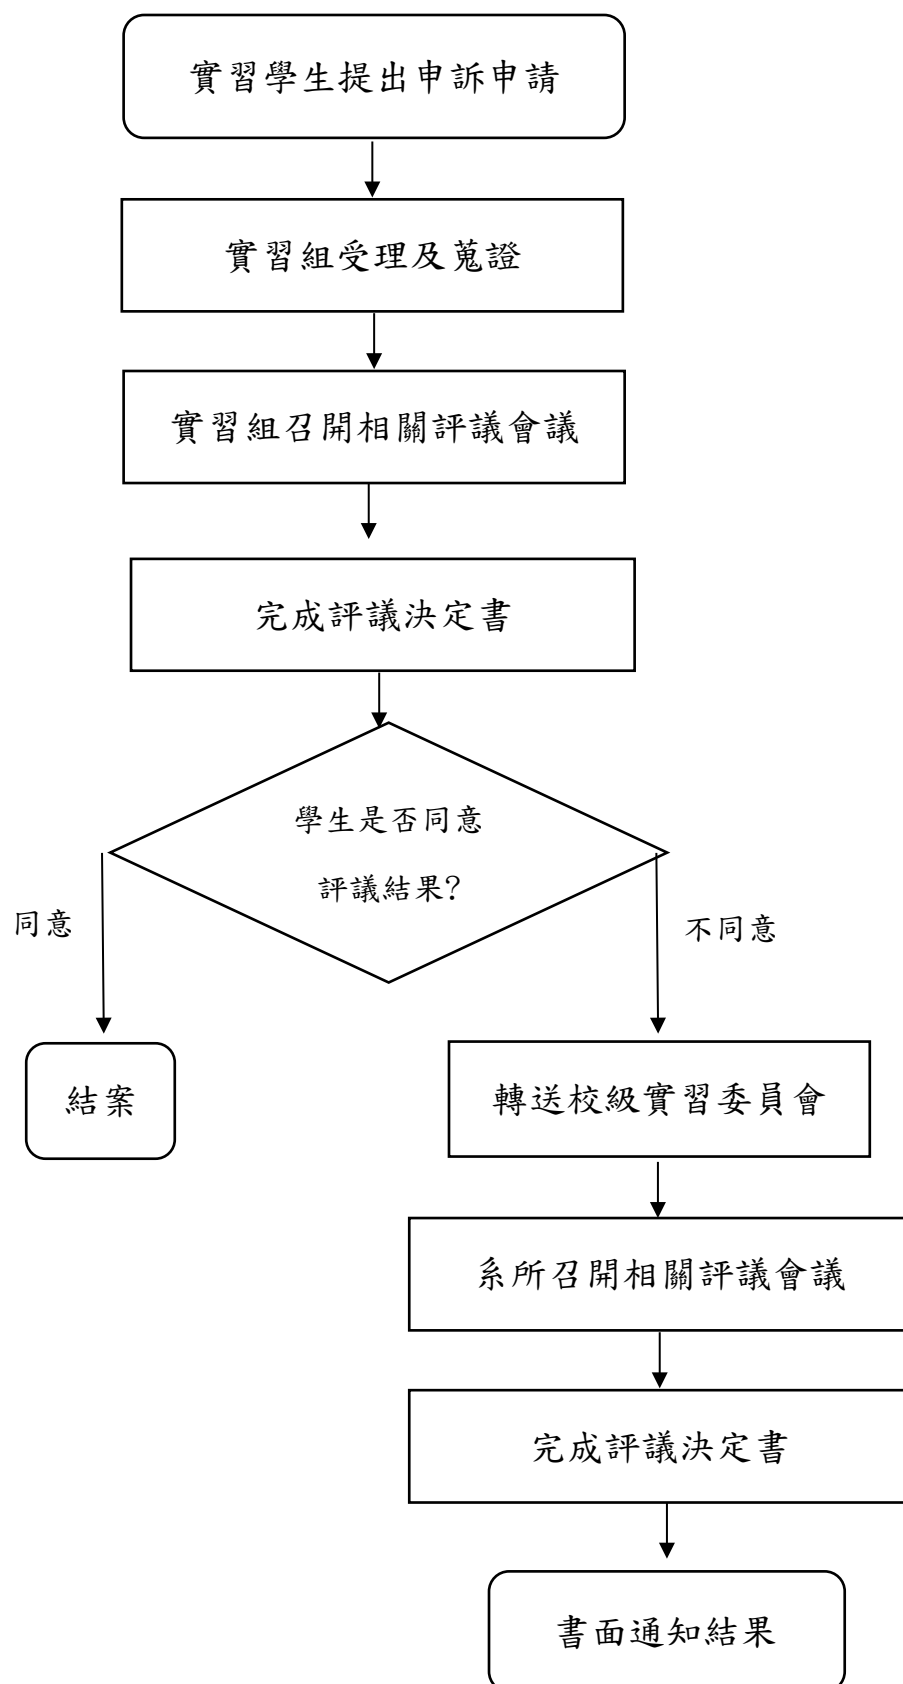 實習學生提出申訴申請
實習組受理及蒐證
實習組召開相關評議會議
完成評議決定書
學生是否同意
評議結果?
同意
不同意
結案
轉送校級實習委員會
系所召開相關評議會議
完成評議決定書
書面通知結果